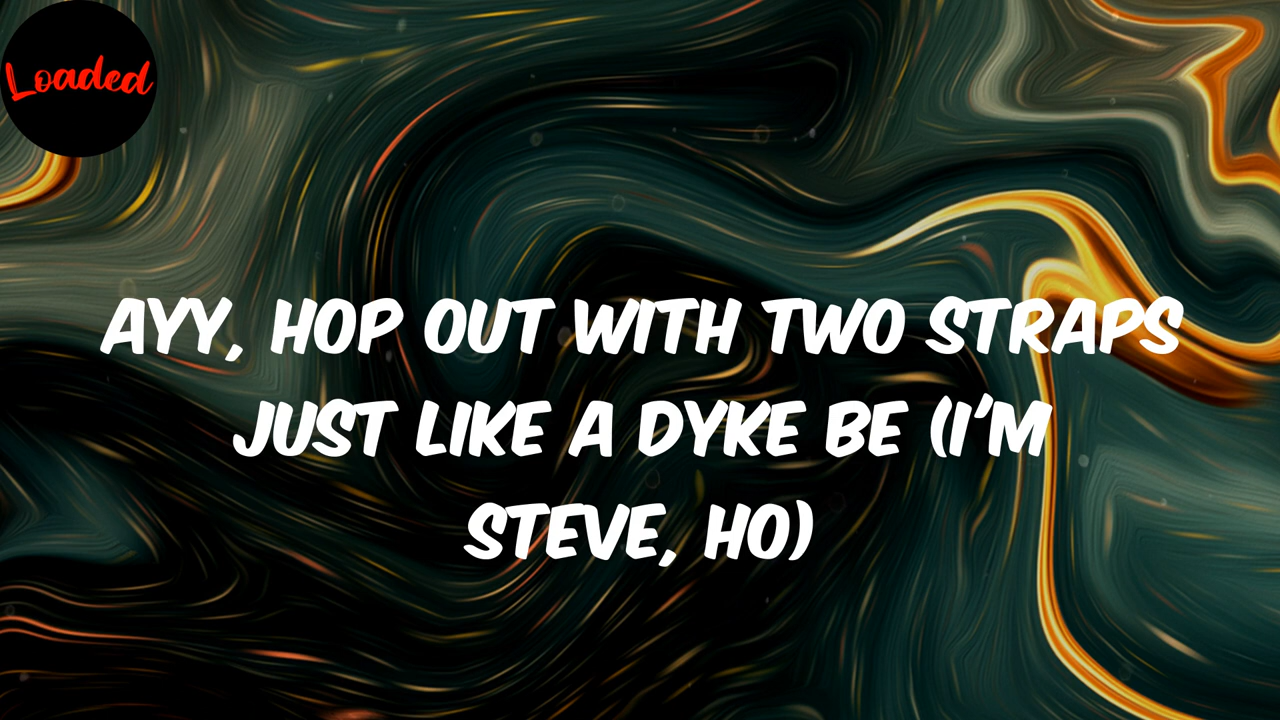 Loaded
AYY, HOP OUT WITH TWO STRAPS
JUST LIKE A DYKE BE (I'M
STEVE, HO)